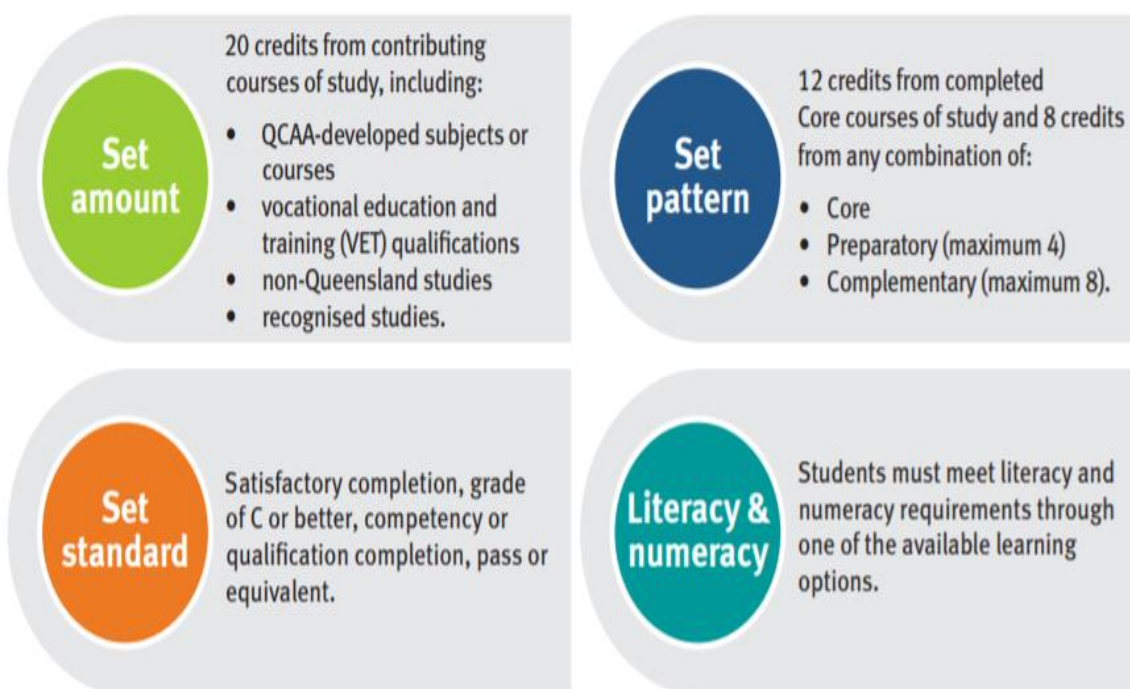 Set
amount
20 credits from contributing
courses of study, including:
• QCAA-developed subjects or
courses
• vocational education and
training (VET) qualifications
• non-Queensland studies
• recognised studies.
Set
pattern
12 credits from completed
Core courses of study and 8 credits
from any combination of:
• Core
• Preparatory (maximum 4)
• Complementary (maximum 8).
Set
standard
Satisfactory completion, grade
of C or better, competency or
qualification completion, pass or
equivalent.
Literacy &
numeracy
Students must meet literacy and
numeracy requirements through
one of the available learning
options.